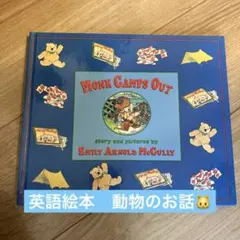 MONK CAMPS OUT
story and pictures by
EMILY ARNOLD MCCULLY
英語絵本　動物のお話🐻